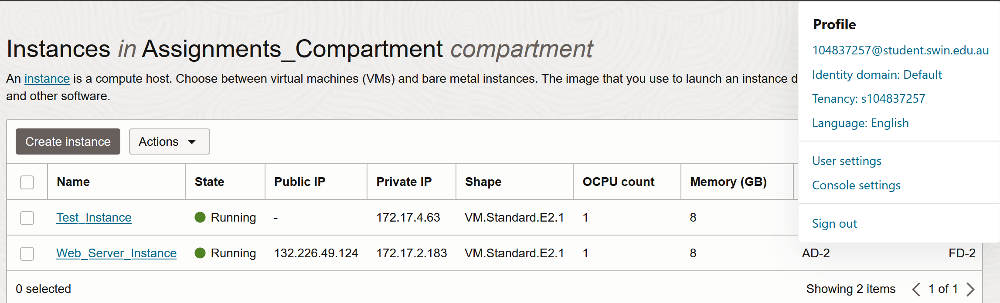 Instances in Assignments_Compartment compartment
An instance is a compute host. Choose between virtual machines (VMs) and bare metal instances. The image that you use to launch an instance d
and other software.
Profile
104837257@student.swin.edu.au
Identity domain: Default
Tenancy: s104837257
Language: English
User settings
Console settings
Sign out
Create instance Actions
Name State Public IP Private IP Shape OCPU count Memory (GB)
Test_Instance Running - 172.17.4.63 VM.Standard.E2.1 1 8
Web_Server_Instance Running 132.226.49.124 172.17.2.183 VM.Standard.E2.1 1 8 AD-2 FD-2
0 selected Showing 2 items 1 of 1